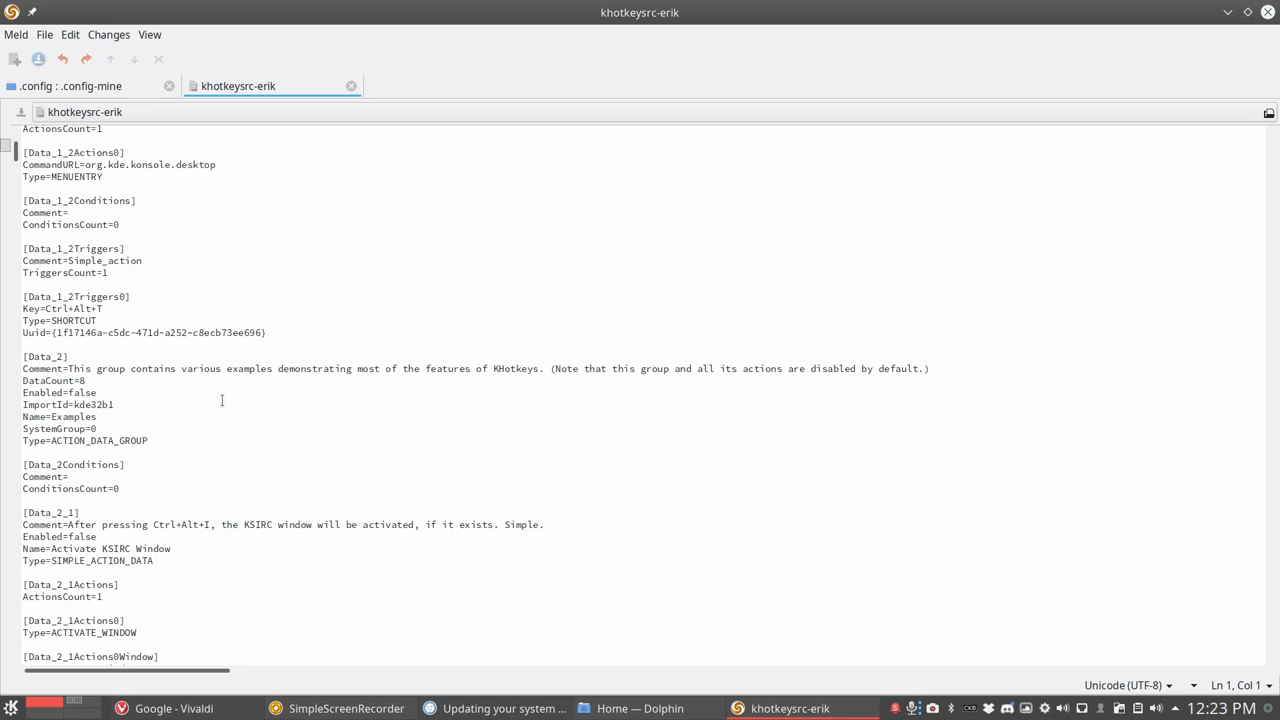 khotkeysrc-erik
Meld File Edit Changes View
.config : .config-mine
khotkeysrc-erik
khotkeysrc-erik
ActionsCount=1
[Data_1_2Actions0]
CommandURL=org.kde.konsole.desktop
Type=MENUENTRY
[Data_1_2Conditions]
Comment=
ConditionsCount=0
[Data_1_2Triggers]
Comment=Simple_action
TriggersCount=1
[Data_1_2Triggers0]
Key=Ctrl+Alt+T
Type=SHORTCUT
Uuid={1f17146a-c5dc-471d-a252-c8ecb73ee696}
[Data_2]
Comment=This group contains various examples demonstrating most of the features of KHotkeys. (Note that this group and all its actions are disabled by default.)
DataCount=8
Enabled=false
ImportId=kde32b1
Name=Examples
SystemGroup=0
Type=ACTION_DATA_GROUP
[Data_2Conditions]
Comment=
ConditionsCount=0
[Data_2_1]
Comment=After pressing Ctrl+Alt+I, the KSIRC window will be activated, if it exists. Simple.
Enabled=false
Name=Activate KSIRC Window
Type=SIMPLE_ACTION_DATA
[Data_2_1Actions]
ActionsCount=1
[Data_2_1Actions0]
Type=ACTIVATE_WINDOW
[Data_2_1Actions0Window]
Unicode (UTF-8) Ln 1, Col 1
Google - Vivaldi SimpleScreenRecorder Updating your system ... Home — Dolphin khotkeysrc-erik 12:23 PM